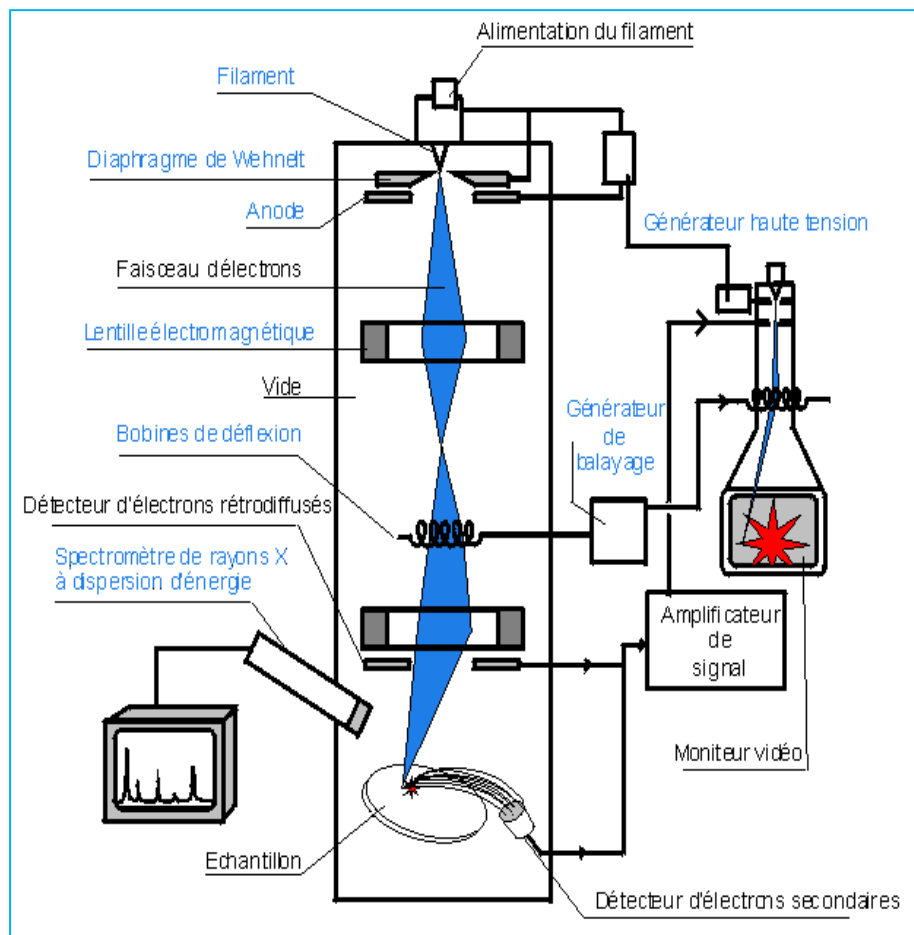 Alimentation du filament
Filament
Diaphragme de Wehnelt
Anode
Générateur haute tension
Faisceau délectrons
Lentille électromagnétique
Vide
Générateur
de
balayage
Bobines de déflexion
Détecteur d'électrons rétrodiffusés
Spectromètre de rayons X
à dispersion d'énergie
Amplificateur
de
signal
Moniteur vidéo
Echantillon
Détecteur d'électrons secondaires